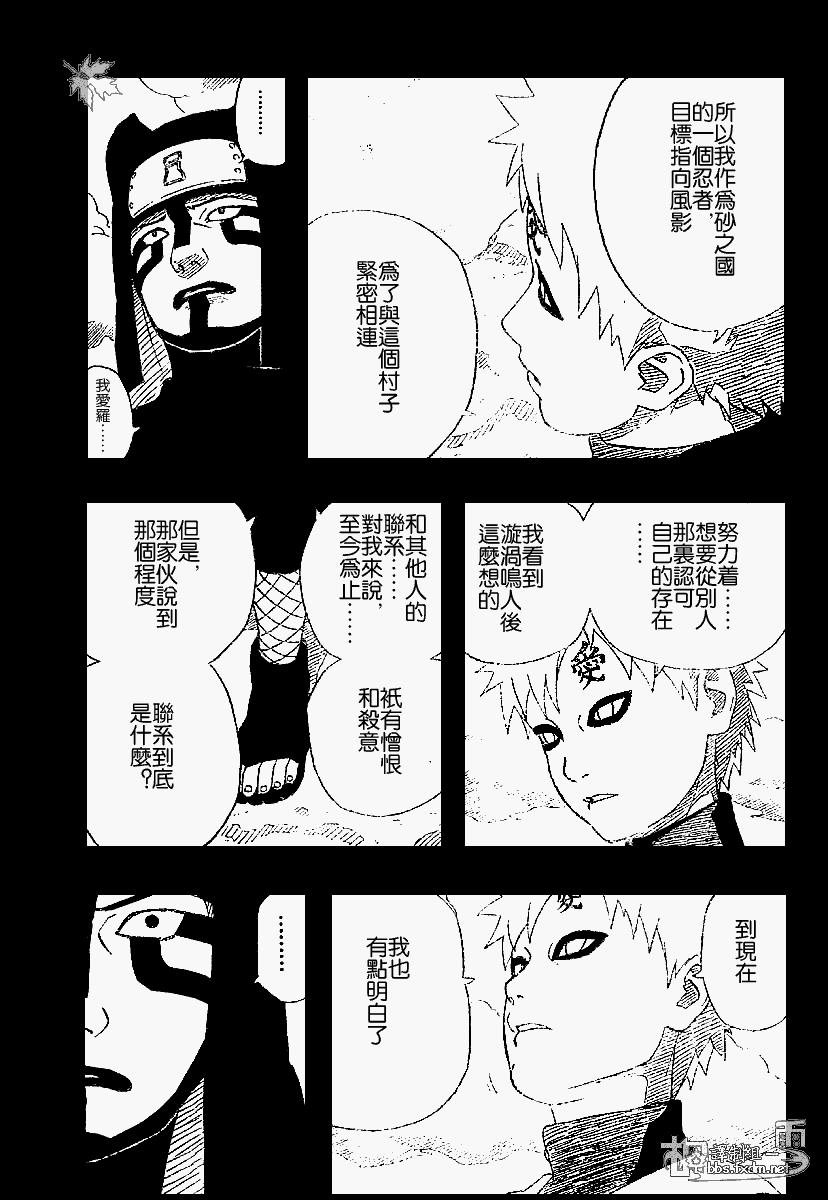 所以我作爲砂之國
的一個忍者,
目標指向風影
爲了與這個村子
緊密相連
………
我愛羅……
努力着……
想要從別人
那裏認可
自己的存在
……
我看到
漩渦鳴人後
這麼想的
愛
和其他人的
聯系……
對我來說,
至今爲止……
衹有憎恨
和殺意
但是,
那家伙說到
那個程度
聯系到底
是什麼?
到現在
我也
有點明白了
愛
………
bbs.fxdm.net